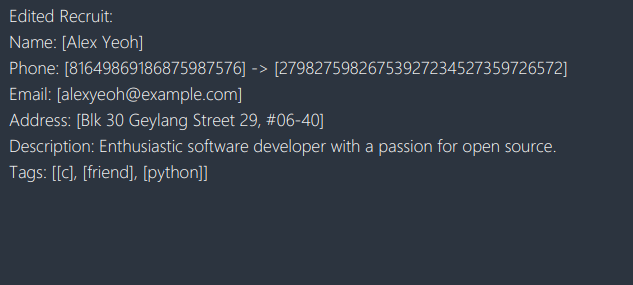 Edited Recruit:
Name: [Alex Yeoh]
Phone: [81649869186875987576] -> [27982759826753927234527359726572]
Email: [alexyeoh@example.com]
Address: [Blk 30 Geylang Street 29, #06-40]
Description: Enthusiastic software developer with a passion for open source.
Tags: [[c], [friend], [python]]